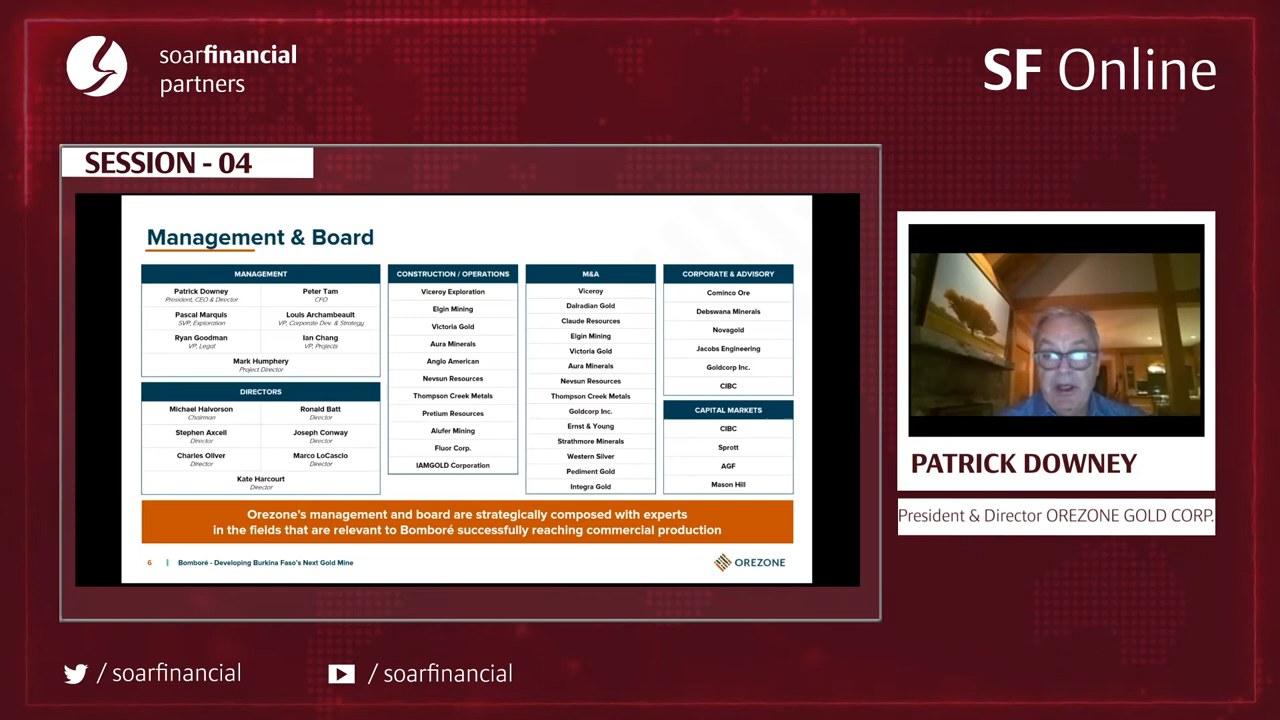 soarfinancial
partners
SF Online
SESSION - 04
Management & Board
MANAGEMENT
Patrick Downey
President, CEO & Director
Peter Tam
CFO
Pascal Marquis
SVP, Exploration
Louis Archambeault
VP, Corporate Dev. & Strategy
Ryan Goodman
VP, Legal
Ian Chang
VP, Projects
Mark Humphery
Project Director
DIRECTORS
Michael Halvorson
Chairman
Ronald Batt
Director
Stephen Axcell
Director
Joseph Conway
Director
Charles Oliver
Director
Marco LoCascio
Director
Kate Harcourt
Director
CONSTRUCTION / OPERATIONS
Viceroy Exploration
Elgin Mining
Victoria Gold
Aura Minerals
Anglo American
Nevsun Resources
Thompson Creek Metals
Pretium Resources
Alufer Mining
Fluor Corp.
IAMGOLD Corporation
M&A
Viceroy
Dalradian Gold
Claude Resources
Elgin Mining
Victoria Gold
Aura Minerals
Nevsun Resources
Thompson Creek Metals
Goldcorp Inc.
Ernst & Young
Strathmore Minerals
Western Silver
Pediment Gold
Integra Gold
CORPORATE & ADVISORY
Cominco Ore
Debswana Minerals
Novagold
Jacobs Engineering
Goldcorp Inc.
CIBC
CAPITAL MARKETS
CIBC
Sprott
AGF
Mason Hill
Orezone's management and board are strategically composed with experts
in the fields that are relevant to Bomboré successfully reaching commercial production
6 | Bomboré - Developing Burkina Faso's Next Gold Mine
OREZONE
PATRICK DOWNEY
President & Director OREZONE GOLD CORP.
/ soarfinancial
/ soarfinancial